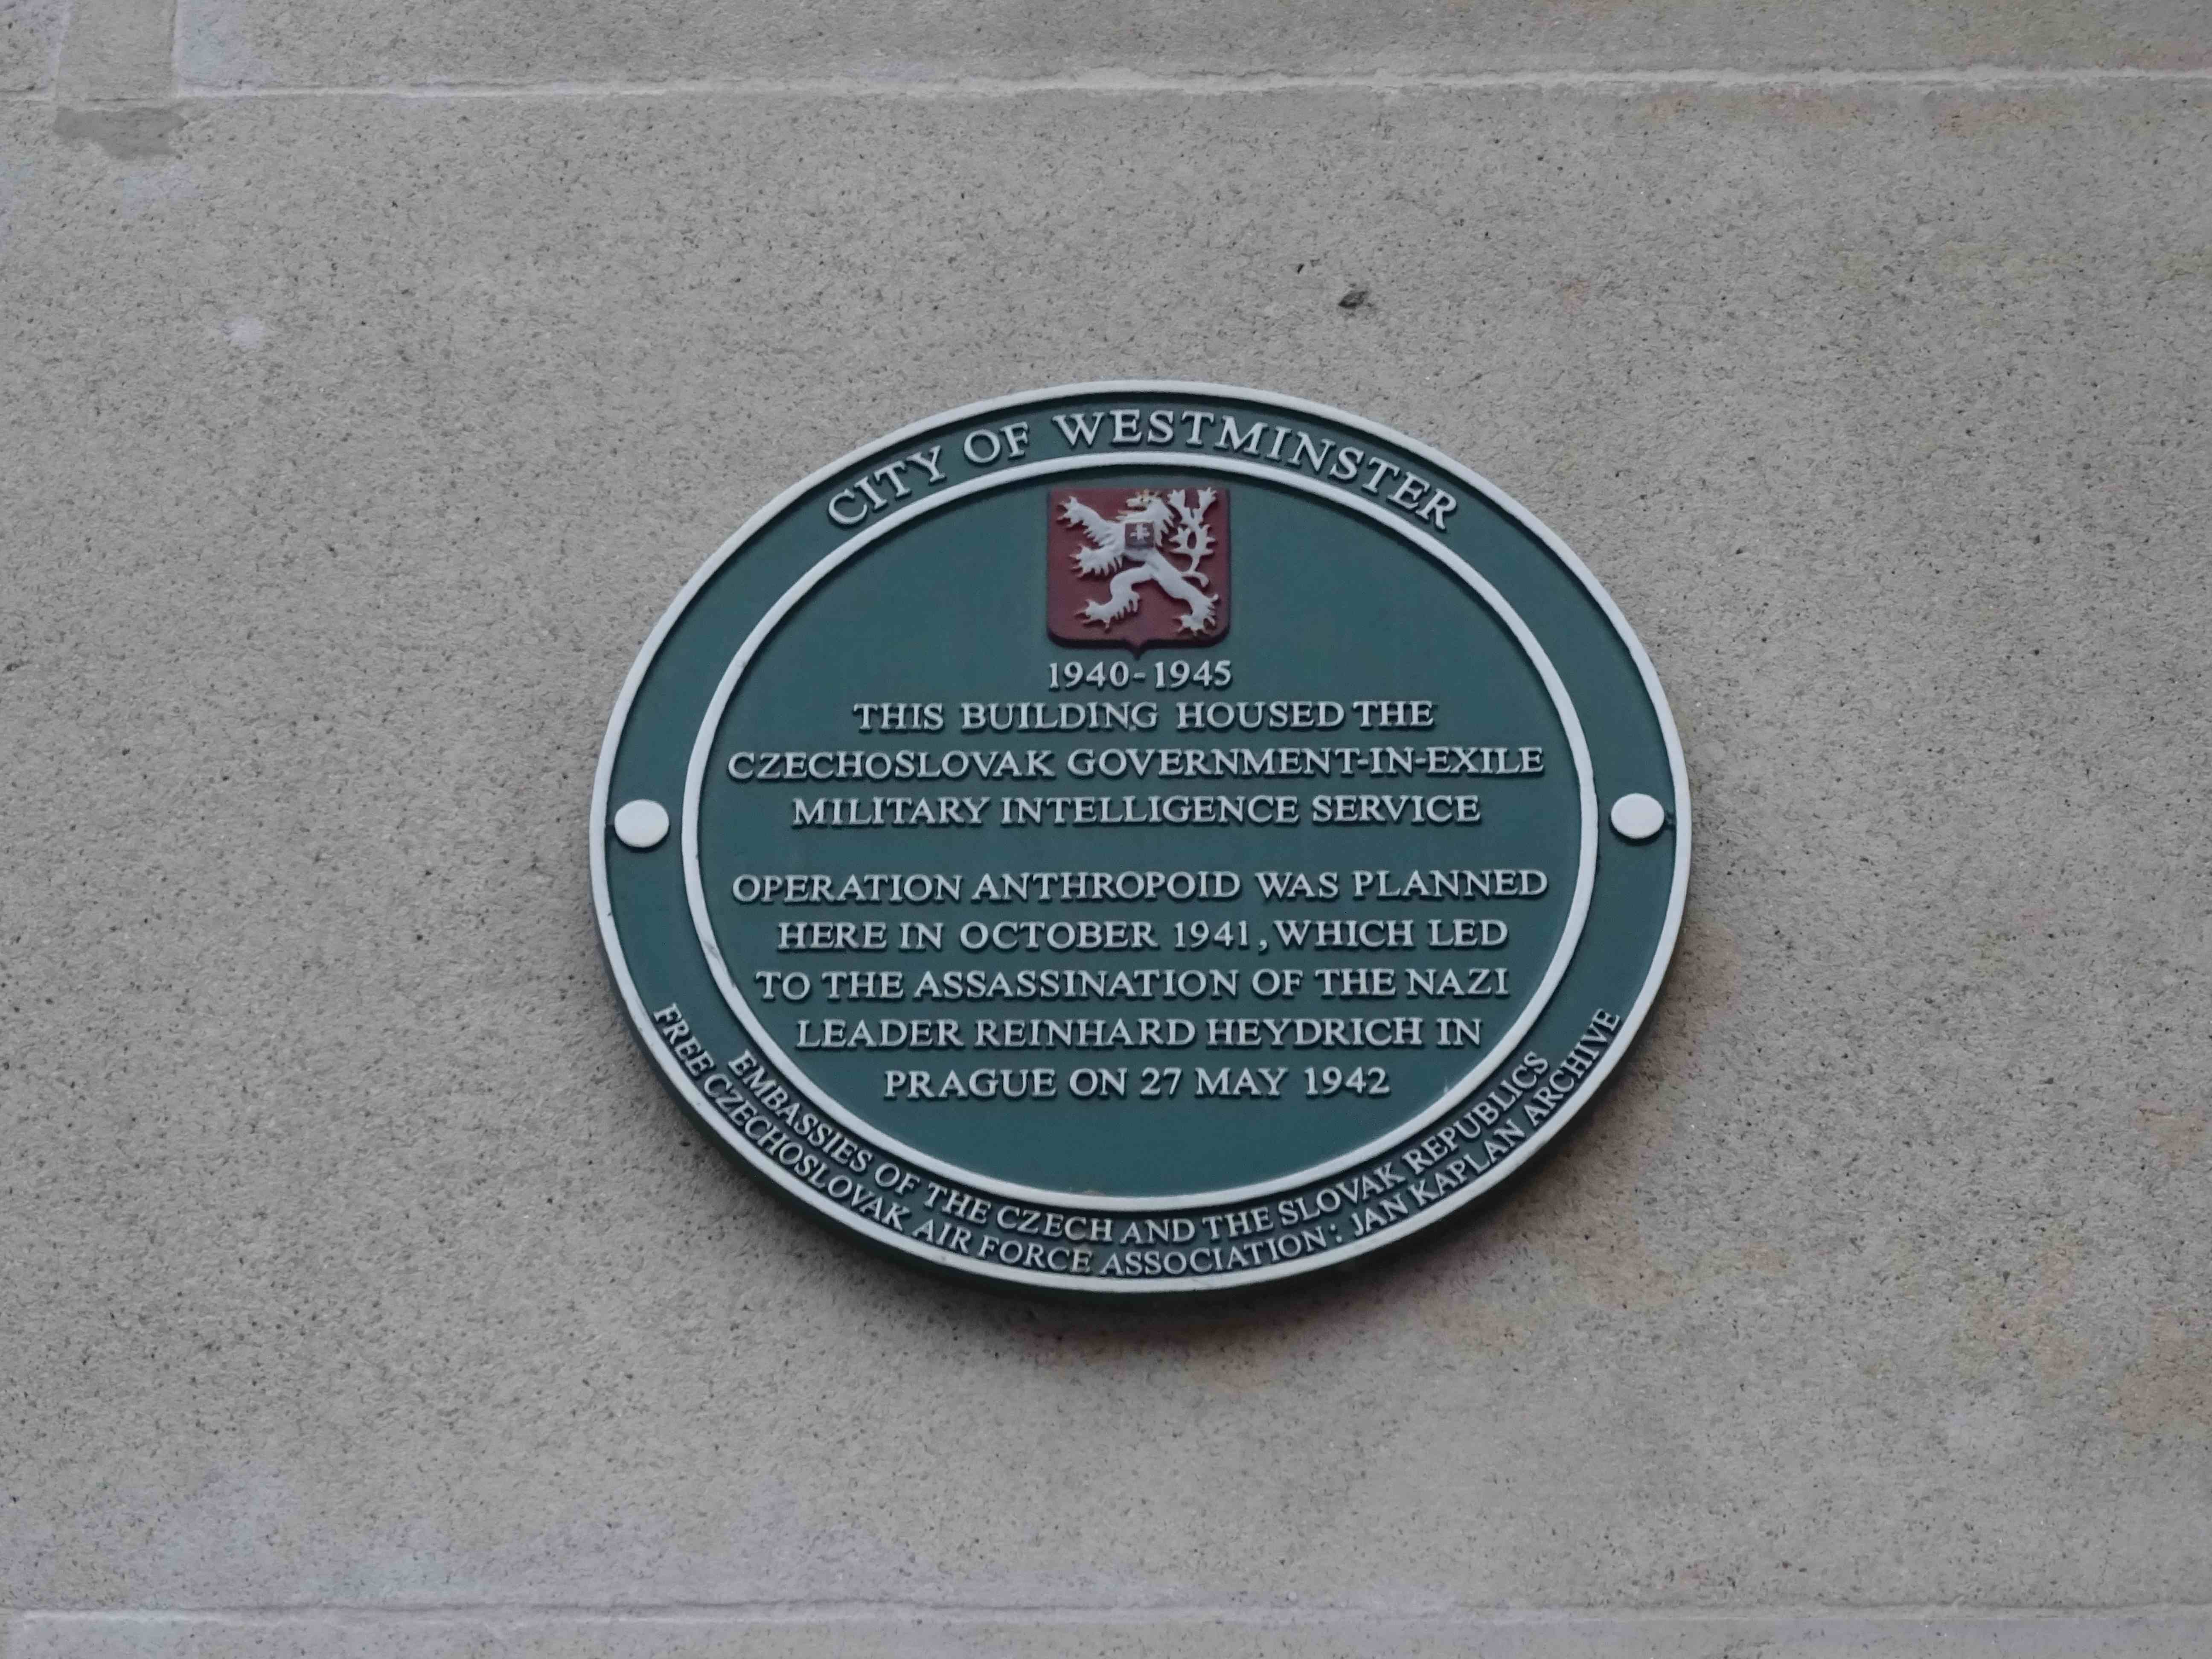 CITY OF WESTMINSTER
1940-1945
THIS BUILDING HOUSED THE
CZECHOSLOVAK GOVERNMENT-IN-EXILE
MILITARY INTELLIGENCE SERVICE
OPERATION ANTHROPOID WAS PLANNED
HERE IN OCTOBER 1941, WHICH LED
TO THE ASSASSINATION OF THE NAZI
LEADER REINHARD HEYDRICH IN
PRAGUE ON 27 MAY 1942
EMBASSIES OF THE CZECH AND THE SLOVAK REPUBLICS
FREE CZECHOSLOVAK AIR FORCE ASSOCIATION: JAN KAPLAN ARCHIVE